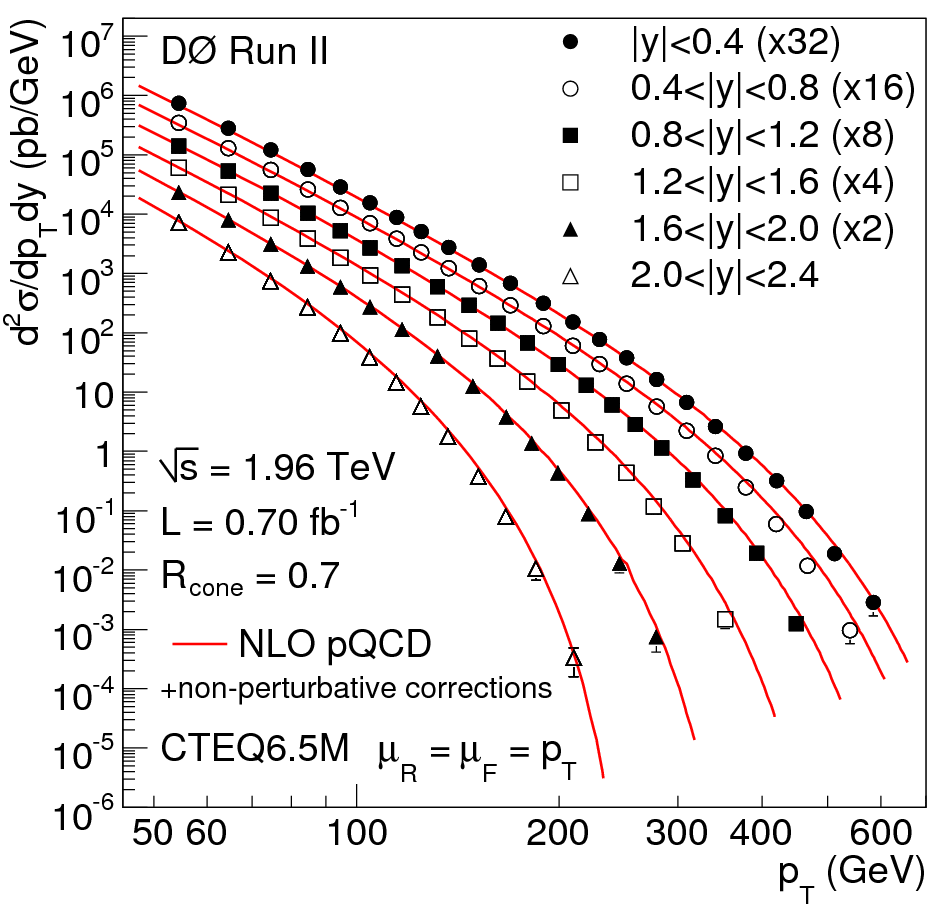 DØ Run II
|y|<0.4 (x32)
0.4<|y|<0.8 (x16)
0.8<|y|<1.2 (x8)
1.2<|y|<1.6 (x4)
1.6<|y|<2.0 (x2)
2.0<|y|<2.4
d²σ/dp_T dy (pb/GeV)
10⁷
10⁶
10⁵
10⁴
10³
10²
10
1
10⁻¹
10⁻²
10⁻³
10⁻⁴
10⁻⁵
10⁻⁶
√s = 1.96 TeV
L = 0.70 fb⁻¹
R_cone = 0.7
NLO pQCD
+non-perturbative corrections
CTEQ6.5M μ_R = μ_F = p_T
50 60 100 200 300 400 600
p_T (GeV)